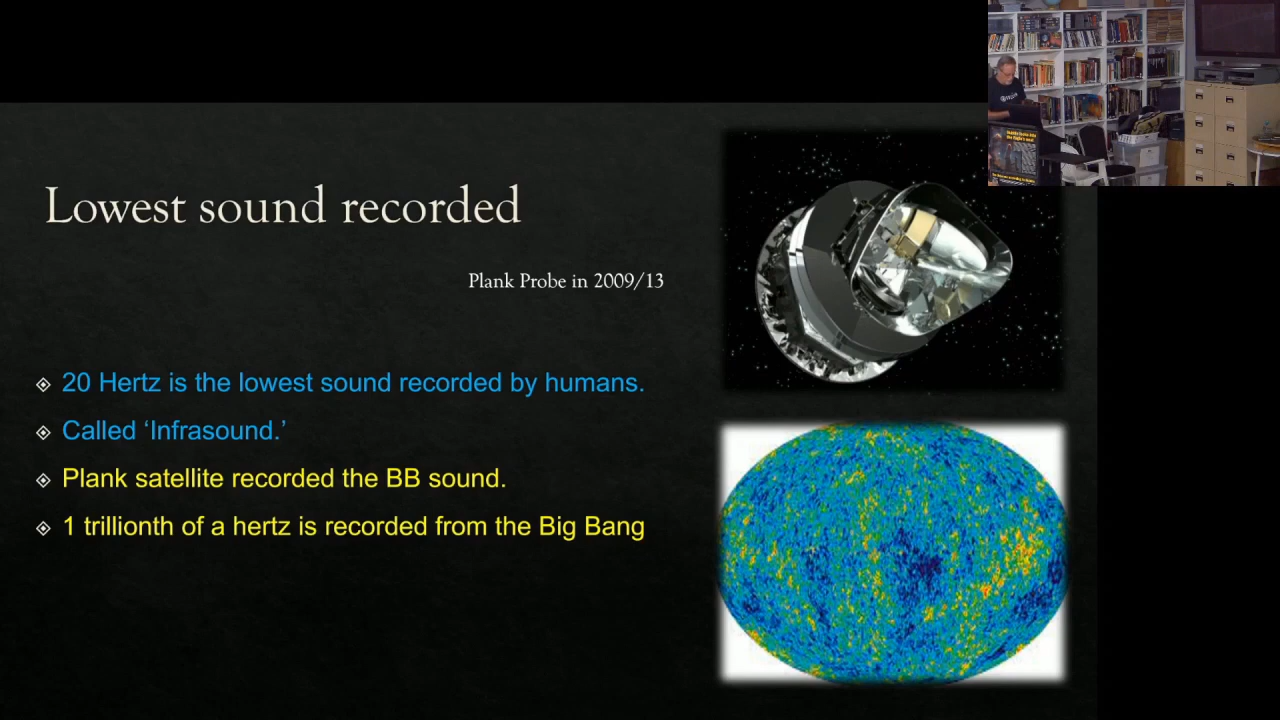 Lowest sound recorded
Plank Probe in 2009/13
20 Hertz is the lowest sound recorded by humans.
Called ‘Infrasound.’
Plank satellite recorded the BB sound.
1 trillionth of a hertz is recorded from the Big Bang